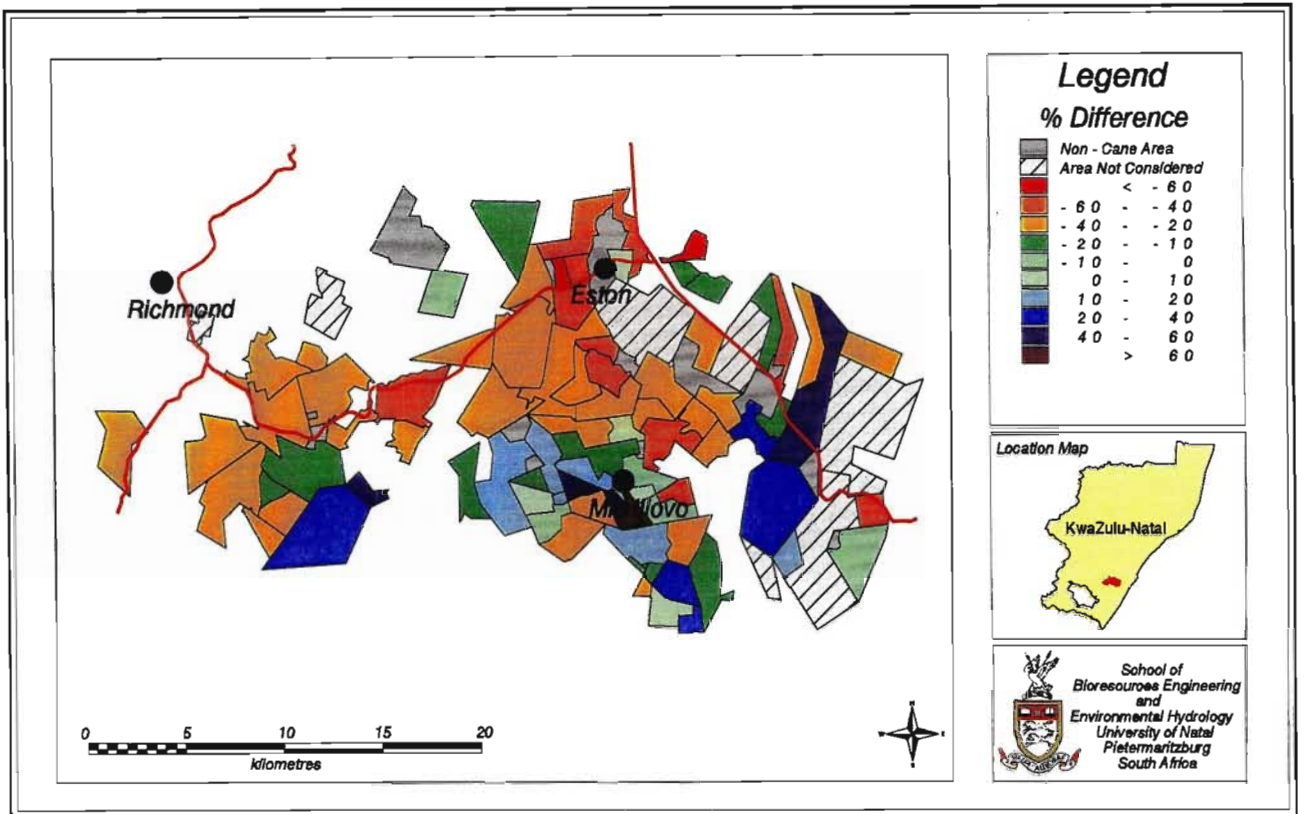 Richmond
Eston
Legend
% Difference
Non - Cane Area
Area Not Considered
< - 60
- 60 - - 40
- 40 - - 20
- 20 - - 10
- 10 - 0
0 - 10
10 - 20
20 - 40
40 - 60
> 60
Location Map
KwaZulu-Natal
0 5 10 15 20
kilometres
N
W E
S
School of
Bioresources Engineering
and
Environmental Hydrology
University of Natal
Pietermaritzburg
South Africa